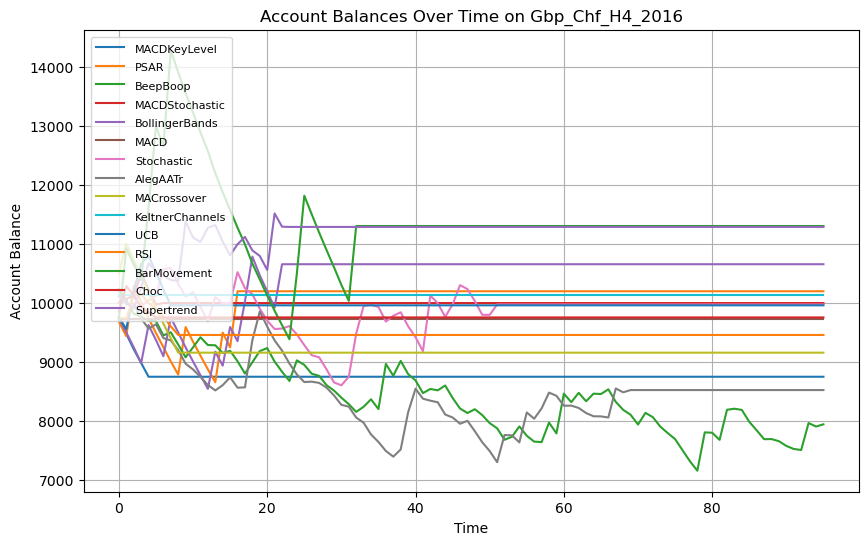 Account Balances Over Time on Gbp_Chf_H4_2016
Account Balance
14000
13000
12000
11000
10000
9000
8000
7000
MACDKeyLevel
PSAR
BeepBoop
MACDStochastic
BollingerBands
MACD
Stochastic
AlegAATr
MACrossover
KeltnerChannels
UCB
RSI
BarMovement
Choc
Supertrend
0
20
40
60
80
Time